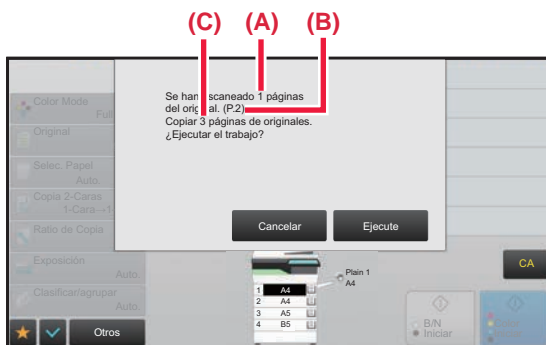 (C) (A) (B)
Se han escaneado 1 páginas
del original. (P.2)
Copiar 3 páginas de originales.
¿Ejecutar el trabajo?
Cancelar Ejecute
Color Mode
Full
Original
Selec. Papel
Auto.
Copia 2-Caras
1-Cara→1
Ratio de Copia
Exposición
Auto.
Clasificar/agrupar
Auto.
Otros
Plain 1
A4
1 A4
2 A4
3 A5
4 B5
CA
B/N
Iniciar